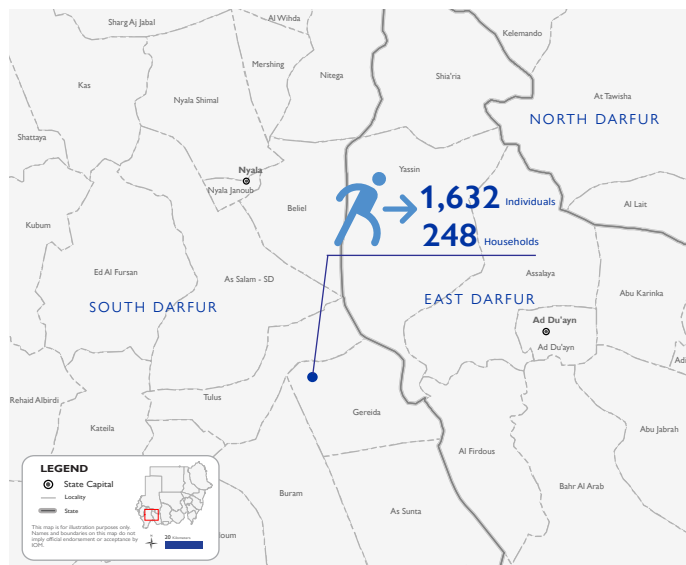 Sharg Aj Jabal
Al Wihda
Kelemando
Mershing
Nitega
Shia'ria
Kas
Nyala Shimal
At Tawisha
NORTH DARFUR
Shattaya
Nyala
Yassin
Nyala Janoub
1,632 Individuals
Beliel
Al Lait
Kubum
248 Households
Ed Al Fursan
As Salam - SD
Assalaya
Abu Karinka
SOUTH DARFUR
EAST DARFUR
Ad Du'ayn
Ad Du'ayn
Adi
Rehaid Albirdi
Tulus
Gereida
Kateila
Abu Jabrah
Al Firdous
Buram
Bahr Al Arab
As Sunta
oum
LEGEND
State Capital
Locality
State
This map is for illustration purposes only.
Names and boundaries on this map do not
imply official endorsement or acceptance by
IOM.
20 Kilometers